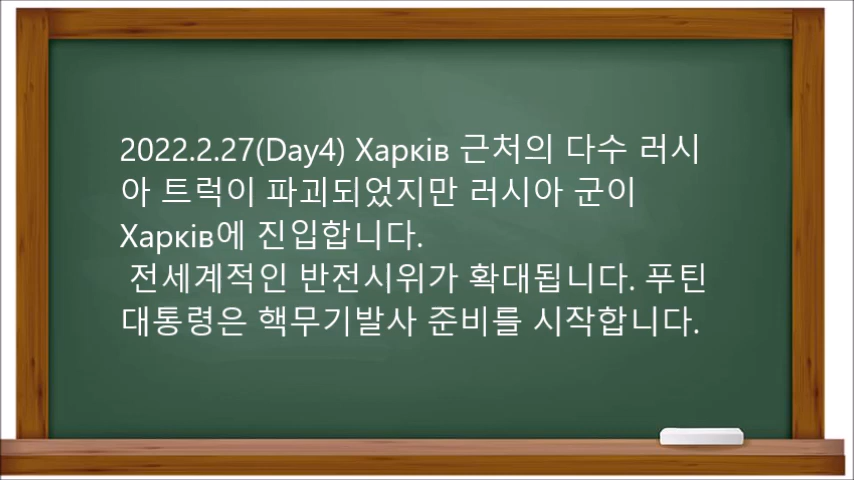 2022.2.27(Day4) Харків 근처의 다수 러시
아 트럭이 파괴되었지만 러시아 군이
Харків에 진입합니다.
전세계적인 반전시위가 확대됩니다. 푸틴
대통령은 핵무기발사 준비를 시작합니다.